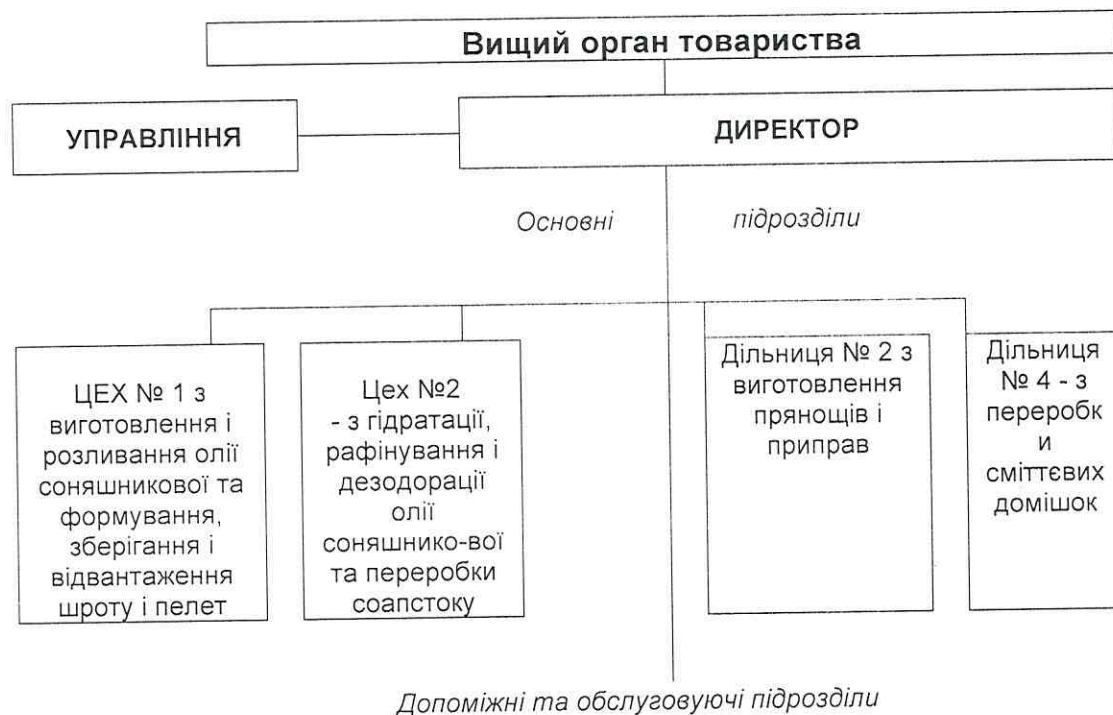 Вищий орган товариства
УПРАВЛІННЯ
ДИРЕКТОР
Основні підрозділи
ЦЕХ № 1 з
виготовлення і
розливання олії
соняшникової та
формування,
зберігання і
відвантаження
шроту і пелет
Цех №2
- з гідратації,
рафінування і
дезодорації
олії
соняшнико-вої
та переробки
соапстоку
Дільниця № 2 з
виготовлення
прянощів і
приправ
Дільниця
№ 4 - з
переробк
и
сміттєвих
домішок
Допоміжні та обслуговуючі підрозділи